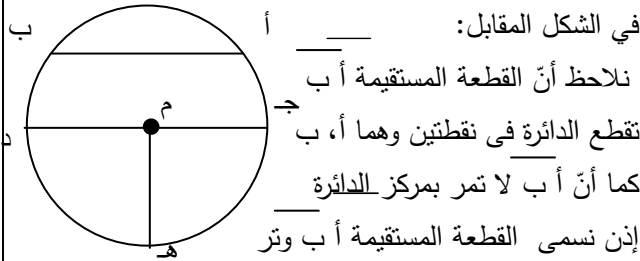 في الشكل المقابل:
نلاحظ أنّ القطعة المستقيمة أ ب
تقطع الدائرة فى نقطتين وهما أ، ب
كما أنّ أ ب لا تمر بمركز الدائرة
إذن نسمى القطعة المستقيمة أ ب وتر
أ
ب
جـ
م
د
هـ